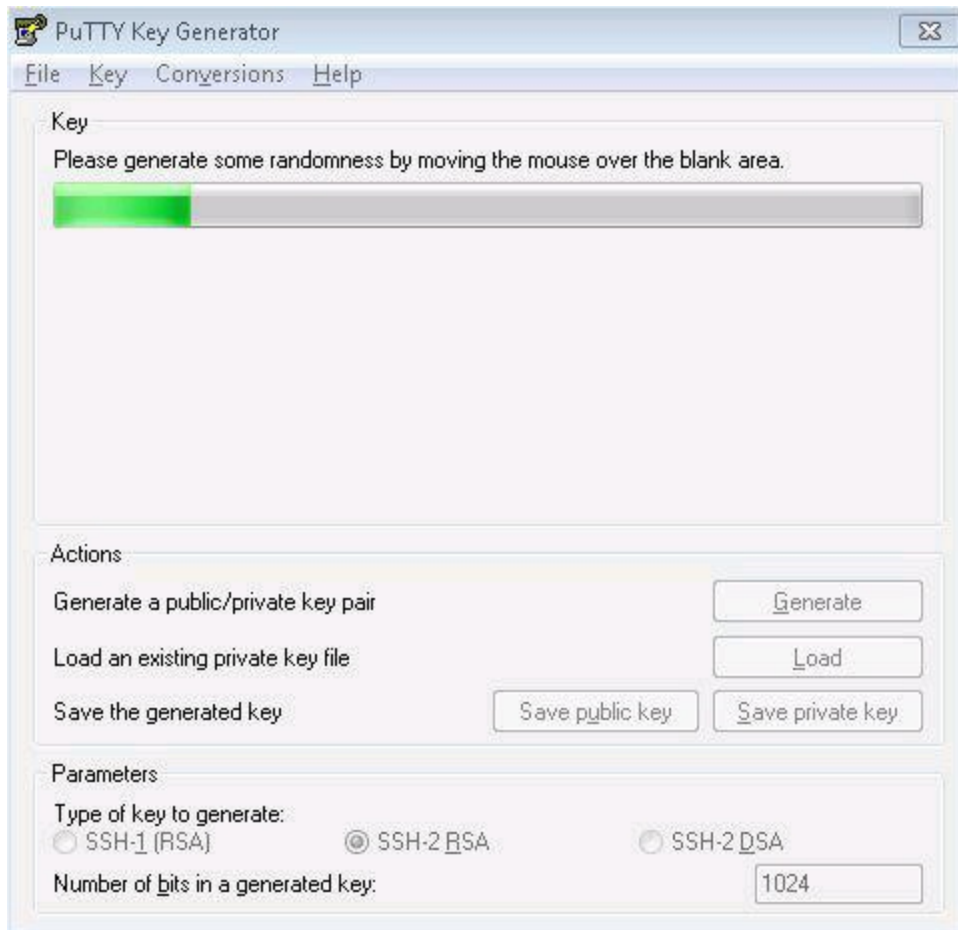 PuTTY Key Generator
File Key Conversions Help
Key
Please generate some randomness by moving the mouse over the blank area.
Actions
Generate a public/private key pair Generate
Load an existing private key file Load
Save the generated key Save public key Save private key
Parameters
Type of key to generate:
SSH-1 (RSA) SSH-2 RSA SSH-2 DSA
Number of bits in a generated key: 1024